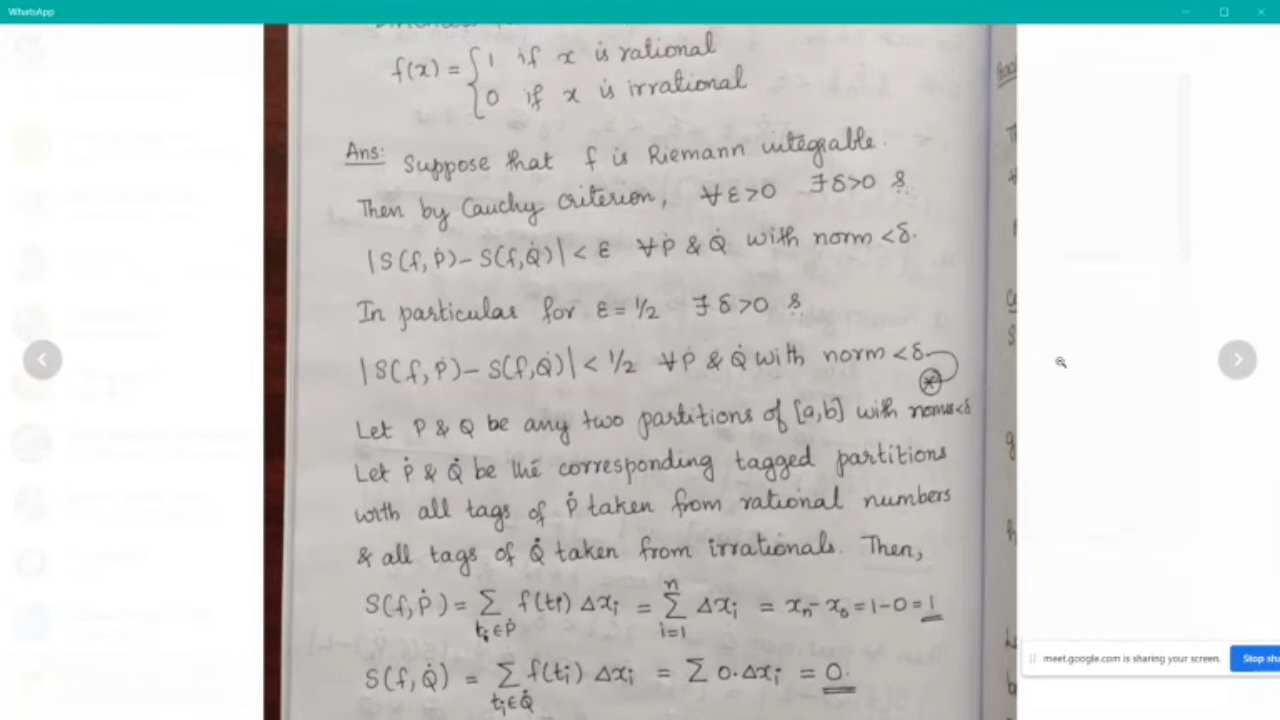 WhatsApp
f(x) = { 1 if x is rational
0 if x is irrational
Ans: Suppose that f is Riemann integrable.
Then by Cauchy criterion, ∀ ε>0 ∃ δ>0 ∋
|S(f,Ṗ) – S(f,Q̇)| < ε ∀ Ṗ & Q̇ with norm <δ.
In particular for ε = 1/2 ∃ δ>0 ∋
|S(f,Ṗ) – S(f,Q̇)| < 1/2 ∀ Ṗ & Q̇ with norm <δ ⊛
Let P & Q be any two partitions of [a,b] with norm <δ
Let Ṗ & Q̇ be the corresponding tagged partitions
with all tags of Ṗ taken from rational numbers
& all tags of Q̇ taken from irrationals. Then,
S(f,Ṗ) = ∑_{tᵢ∈Ṗ} f(tᵢ) Δxᵢ = ∑_{i=1}^{n} Δxᵢ = xₙ – x₀ = 1–0 = 1
S(f,Q̇) = ∑_{tᵢ∈Q̇} f(tᵢ) Δxᵢ = ∑ 0·Δxᵢ = 0.
meet.google.com is sharing your screen.
Stop sha